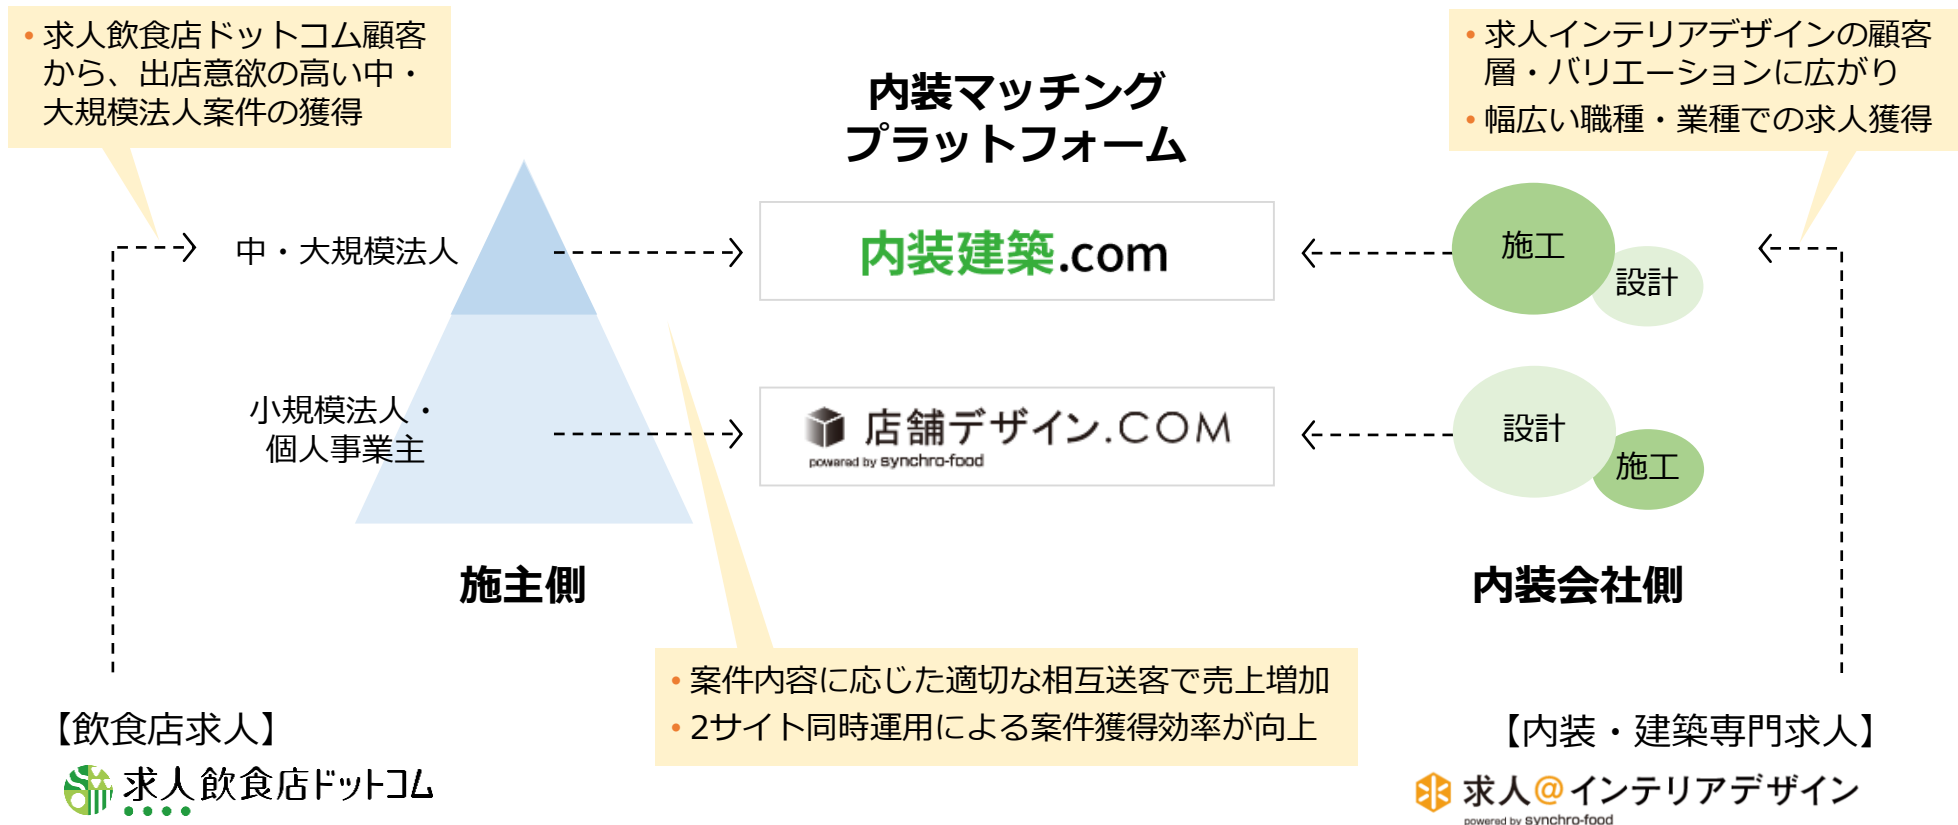 ・求人飲食店ドットコム顧客
から、出店意欲の高い中・
大規模法人案件の獲得
内装マッチング
プラットフォーム
・求人インテリアデザインの顧客
層・バリエーションに広がり
・幅広い職種・業種での求人獲得
中・大規模法人
内装建築.com
施工
設計
小規模法人・
個人事業主
店舗デザイン.COM
powered by synchro-food
設計
施工
施主側
内装会社側
・案件内容に応じた適切な相互送客で売上増加
・2サイト同時運用による案件獲得効率が向上
【飲食店求人】
求人飲食店ドットコム
【内装・建築専門求人】
求人@インテリアデザイン
powered by synchro-food